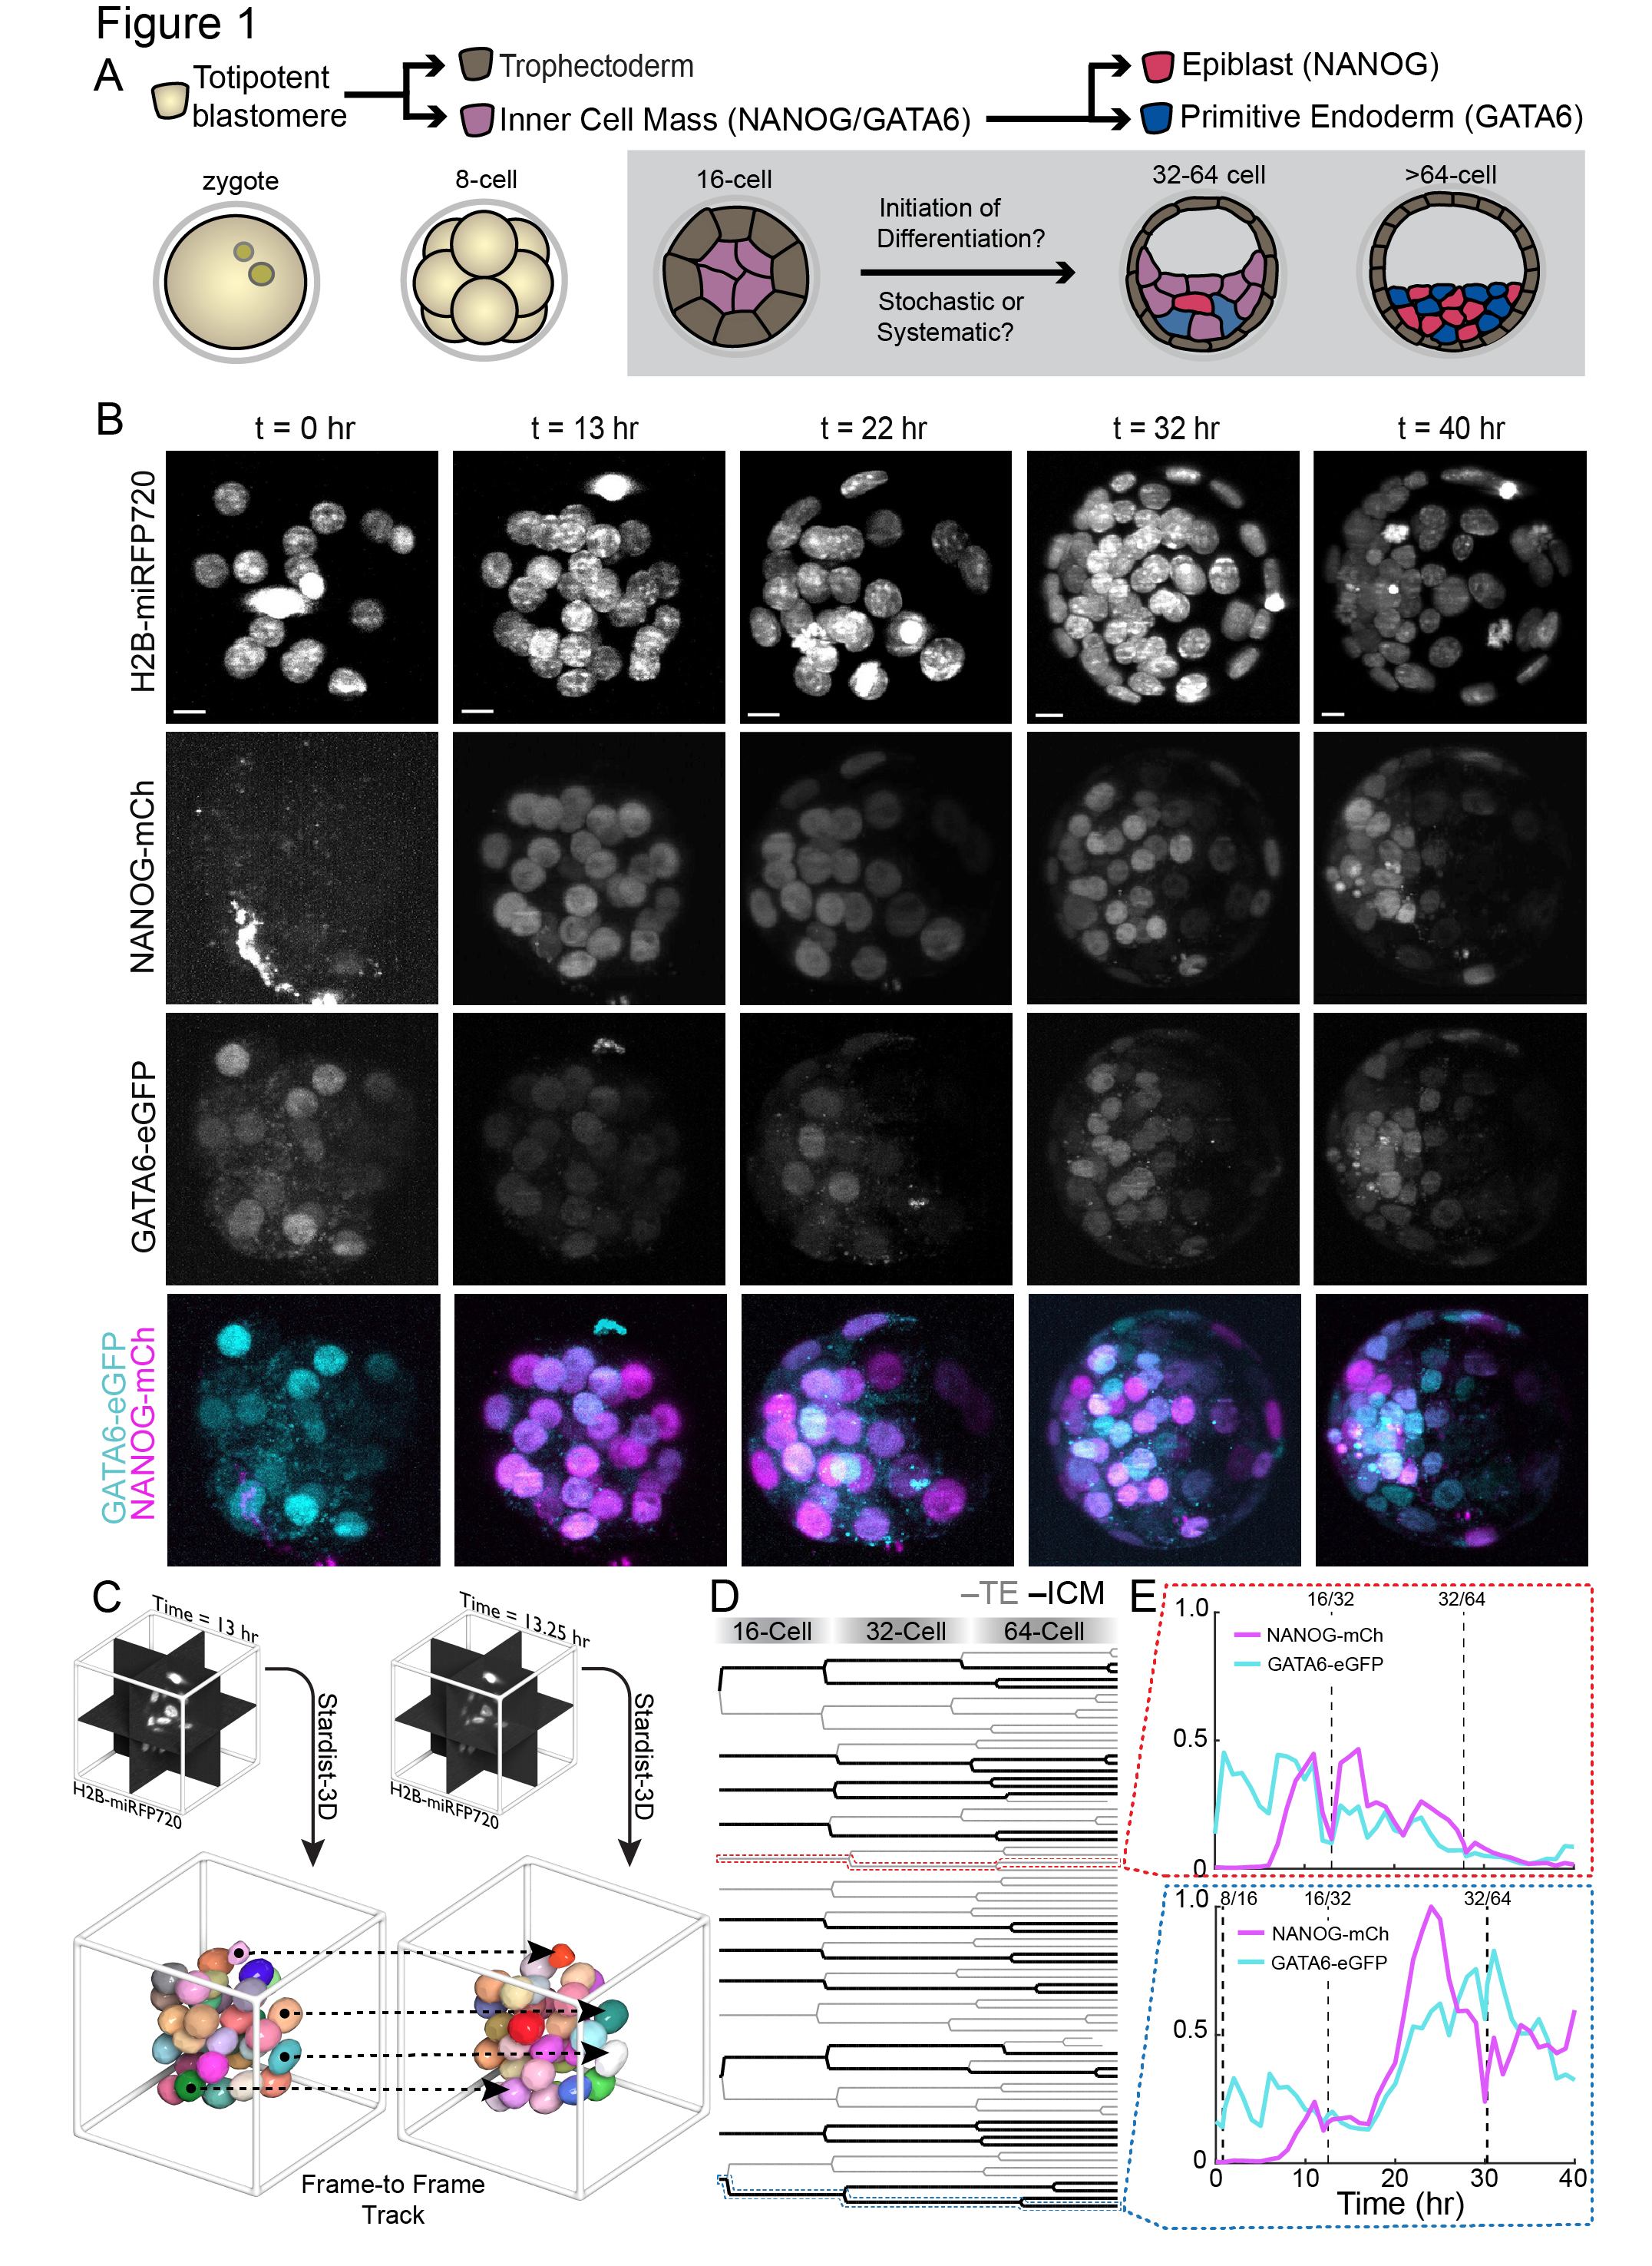 Figure 1
A
Totipotent
blastomere
Trophectoderm
Inner Cell Mass (NANOG/GATA6)
Epiblast (NANOG)
Primitive Endoderm (GATA6)
zygote
8-cell
16-cell
Initiation of
Differentiation?
Stochastic or
Systematic?
32-64 cell
>64-cell
B
t = 0 hr
t = 13 hr
t = 22 hr
t = 32 hr
t = 40 hr
H2B-miRFP720
NANOG-mCh
GATA6-eGFP
GATA6-eGFP
NANOG-mCh
C
Time = 13 hr
H2B-miRFP720
Stardist-3D
Time = 13.25 hr
H2B-miRFP720
Stardist-3D
Frame-to Frame
Track
D
–TE –ICM
16-Cell
32-Cell
64-Cell
E
16/32
32/64
1.0
NANOG-mCh
GATA6-eGFP
0.5
0
1.0
8/16
16/32
32/64
NANOG-mCh
GATA6-eGFP
0.5
0
0
10
20
30
40
Time (hr)